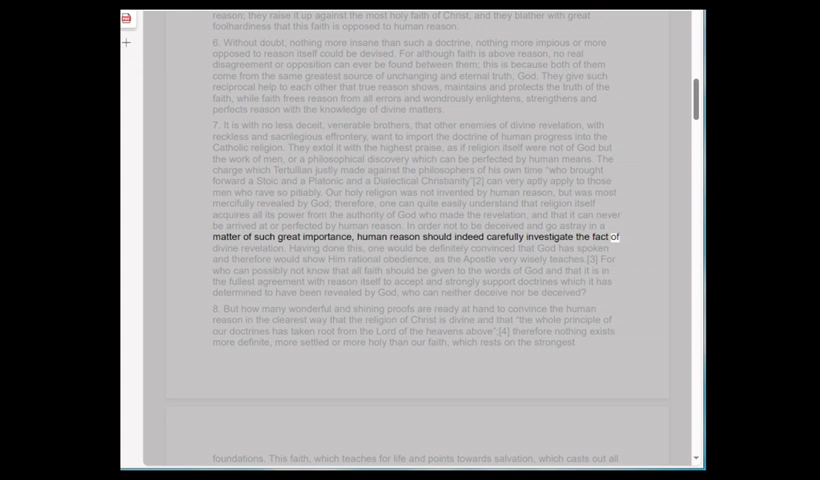 reason; they raise it up against the most holy faith of Christ, and they blather with great
foolhardiness that this faith is opposed to human reason.
6. Without doubt, nothing more insane than such a doctrine, nothing more impious or more
opposed to reason itself could be devised. For although faith is above reason, no real
disagreement or opposition can ever be found between them; this is because both of them
come from the same greatest source of unchanging and eternal truth, God. They give such
reciprocal help to each other that true reason shows, maintains and protects the truth of the
faith, while faith frees reason from all errors and wondrously enlightens, strengthens and
perfects reason with the knowledge of divine matters.
7. It is with no less deceit, venerable brothers, that other enemies of divine revelation, with
reckless and sacrilegious effrontery, want to import the doctrine of human progress into the
Catholic religion. They extol it with the highest praise, as if religion itself were not of God but
the work of men, or a philosophical discovery which can be perfected by human means. The
charge which Tertullian justly made against the philosophers of his own time “who brought
forward a Stoic and a Platonic and a Dialectical Christianity”[2] can very aptly apply to those
men who rave so pitiably. Our holy religion was not invented by human reason, but was most
mercifully revealed by God; therefore, one can quite easily understand that religion itself
acquires all its power from the authority of God who made the revelation, and that it can never
be arrived at or perfected by human reason. In order not to be deceived and go astray in a
matter of such great importance, human reason should indeed carefully investigate the fact of
divine revelation. Having done this, one would be definitely convinced that God has spoken
and therefore would show Him rational obedience, as the Apostle very wisely teaches.[3] For
who can possibly not know that all faith should be given to the words of God and that it is in
the fullest agreement with reason itself to accept and strongly support doctrines which it has
determined to have been revealed by God, who can neither deceive nor be deceived?
8. But how many wonderful and shining proofs are ready at hand to convince the human
reason in the clearest way that the religion of Christ is divine and that “the whole principle of
our doctrines has taken root from the Lord of the heavens above”;[4] therefore nothing exists
more definite, more settled or more holy than our faith, which rests on the strongest
foundations. This faith, which teaches for life and points towards salvation, which casts out all